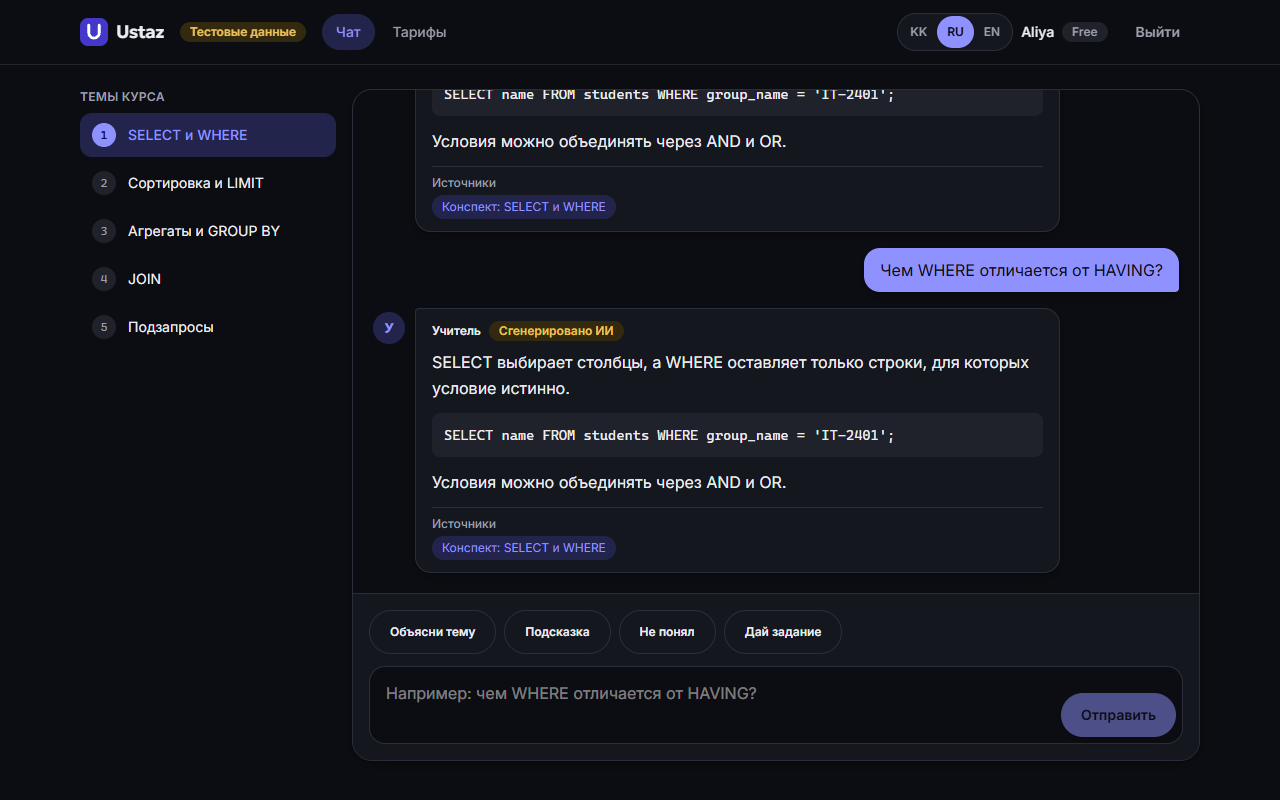 U Ustaz
Тестовые данные
Чат
Тарифы
KK RU EN
Aliya
Free
Выйти
ТЕМЫ КУРСА
1 SELECT и WHERE
2 Сортировка и LIMIT
3 Агрегаты и GROUP BY
4 JOIN
5 Подзапросы
SELECT name FROM students WHERE group_name = 'IT-2401';
Условия можно объединять через AND и OR.
Источники
Конспект: SELECT и WHERE
Чем WHERE отличается от HAVING?
У
Учитель Сгенерировано ИИ
SELECT выбирает столбцы, а WHERE оставляет только строки, для которых
условие истинно.
SELECT name FROM students WHERE group_name = 'IT-2401';
Условия можно объединять через AND и OR.
Источники
Конспект: SELECT и WHERE
Объясни тему
Подсказка
Не понял
Дай задание
Например: чем WHERE отличается от HAVING?
Отправить